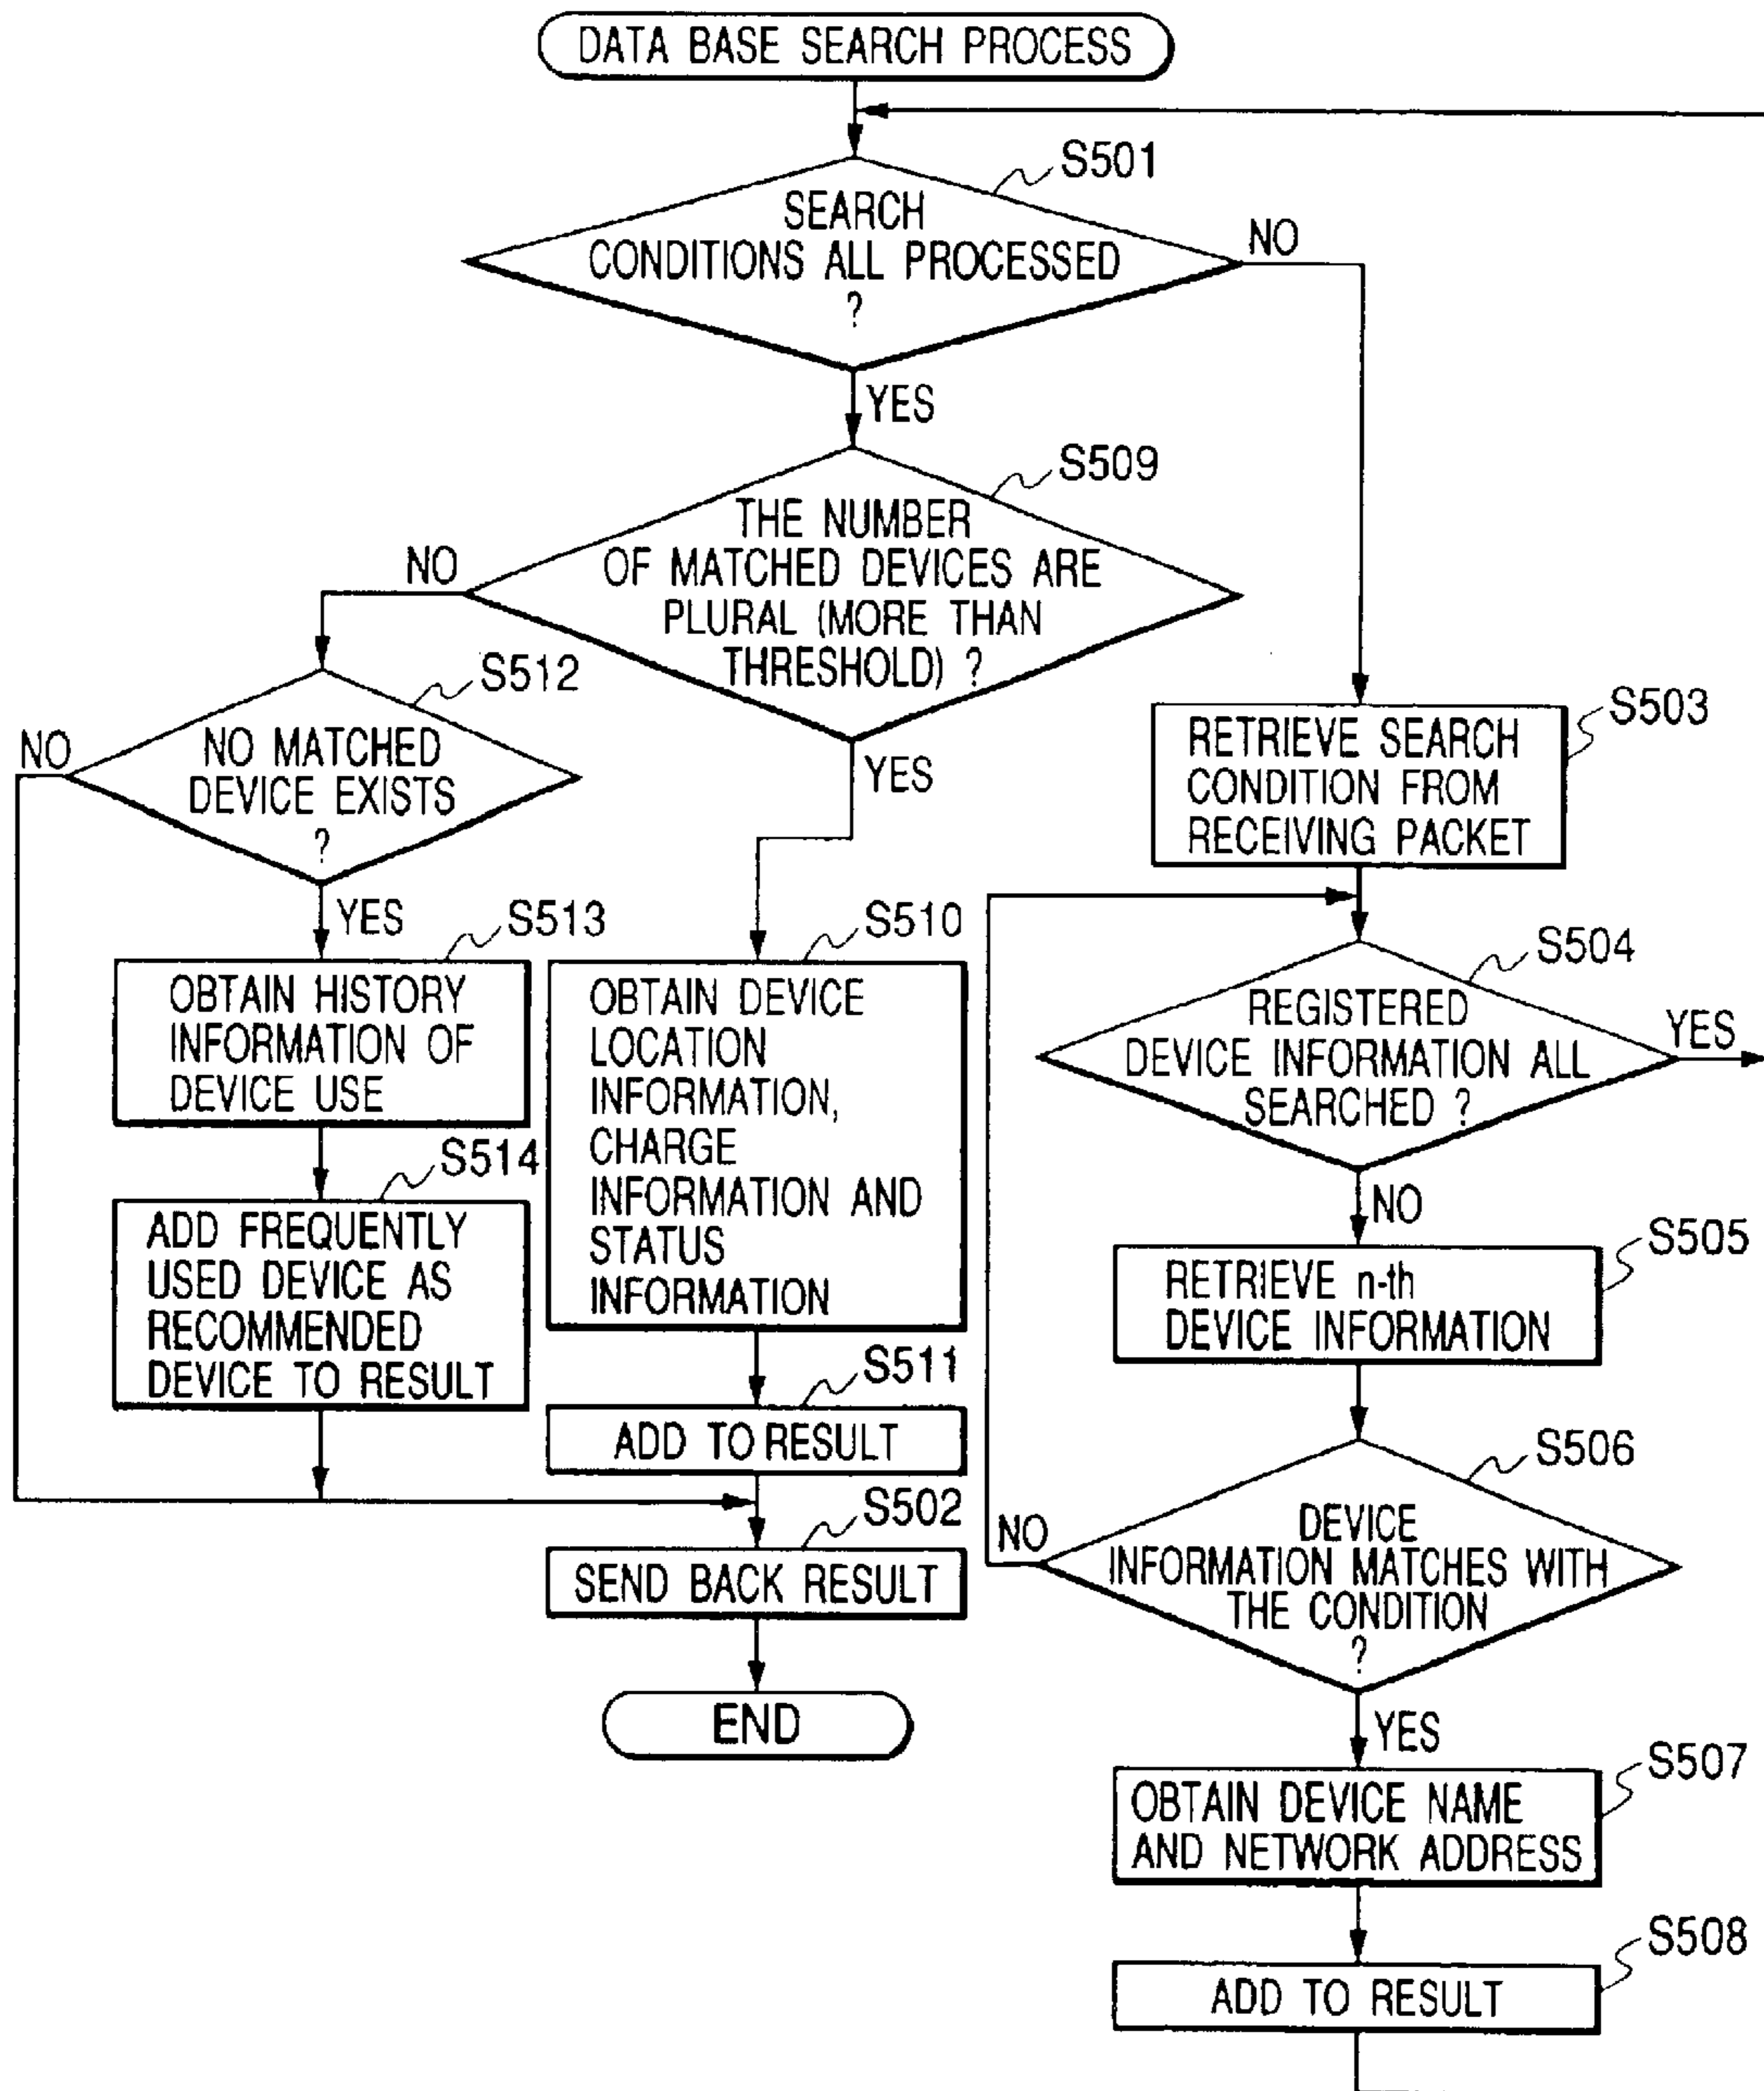 DATA BASE SEARCH PROCESS
S501
SEARCH
CONDITIONS ALL PROCESSED
?
NO
YES
S509
THE NUMBER
OF MATCHED DEVICES ARE
PLURAL (MORE THAN
THRESHOLD) ?
NO
YES
S512
NO MATCHED
DEVICE EXISTS
?
NO
YES
S513
OBTAIN HISTORY
INFORMATION OF
DEVICE USE
S514
ADD FREQUENTLY
USED DEVICE AS
RECOMMENDED
DEVICE TO RESULT
S510
OBTAIN DEVICE
LOCATION
INFORMATION,
CHARGE
INFORMATION AND
STATUS
INFORMATION
S511
ADD TO RESULT
S502
SEND BACK RESULT
END
S503
RETRIEVE SEARCH
CONDITION FROM
RECEIVING PACKET
S504
REGISTERED
DEVICE INFORMATION ALL
SEARCHED ?
YES
NO
S505
RETRIEVE n-th
DEVICE INFORMATION
S506
DEVICE
INFORMATION MATCHES WITH
THE CONDITION
?
NO
YES
S507
OBTAIN DEVICE NAME
AND NETWORK ADDRESS
S508
ADD TO RESULT